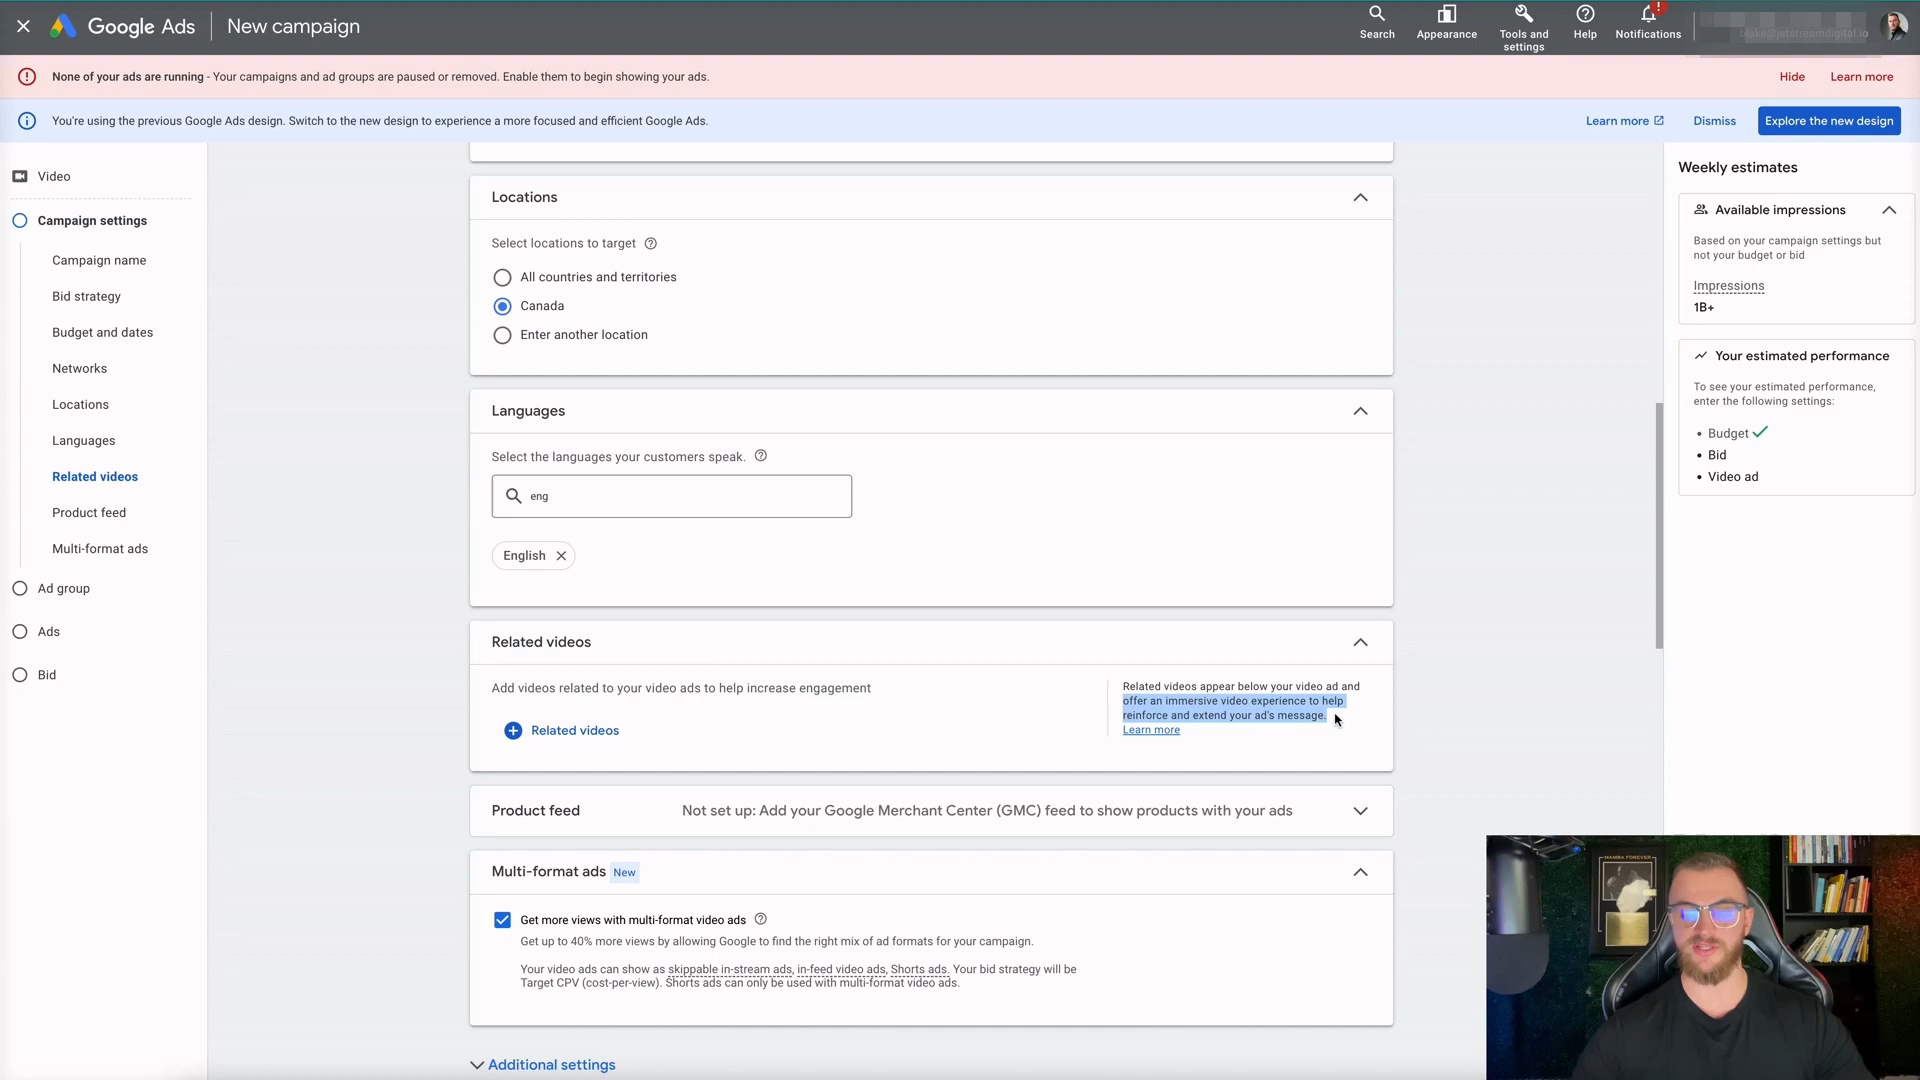 Google Ads
New campaign
Search
Appearance
Tools and
settings
Help
Notifications
!
blake@jetstreamdigital.io
None of your ads are running - Your campaigns and ad groups are paused or removed. Enable them to begin showing your ads.
Hide
Learn more
You're using the previous Google Ads design. Switch to the new design to experience a more focused and efficient Google Ads.
Learn more
Dismiss
Explore the new design
Video
Campaign settings
Campaign name
Bid strategy
Budget and dates
Networks
Locations
Languages
Related videos
Product feed
Multi-format ads
Ad group
Ads
Bid
Locations
Select locations to target
All countries and territories
Canada
Enter another location
Languages
Select the languages your customers speak.
eng
English
Related videos
Add videos related to your video ads to help increase engagement
Related videos
Related videos appear below your video ad and
offer an immersive video experience to help
reinforce and extend your ad's message.
Learn more
Product feed
Not set up: Add your Google Merchant Center (GMC) feed to show products with your ads
Multi-format ads New
Get more views with multi-format video ads
Get up to 40% more views by allowing Google to find the right mix of ad formats for your campaign.
Your video ads can show as skippable in-stream ads, in-feed video ads, Shorts ads. Your bid strategy will be
Target CPV (cost-per-view). Shorts ads can only be used with multi-format video ads.
Additional settings
Weekly estimates
Available impressions
Based on your campaign settings but
not your budget or bid
Impressions
1B+
Your estimated performance
To see your estimated performance,
enter the following settings:
• Budget
• Bid
• Video ad
MAMBA FOREVER